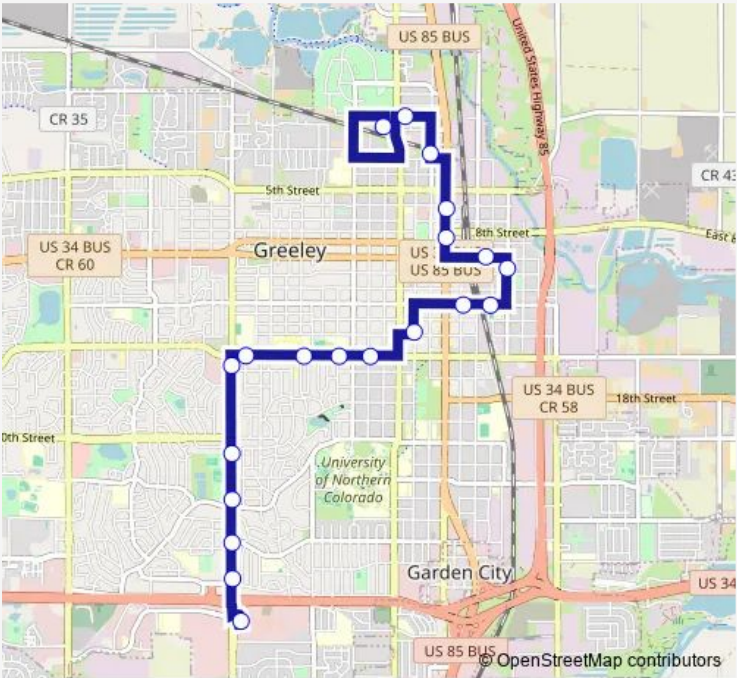 US 85 BUS
United States Highway 85
CR 35
CR 43
5th Street
8th Street
East 8
US 34 BUS
CR 60
Greeley
US 3
US 85 BUS
US 34 BUS
CR 58
18th Street
0th Street
University
of Northern
Colorado
Garden City
US 34
US 85 BUS
© OpenStreetMap contributors